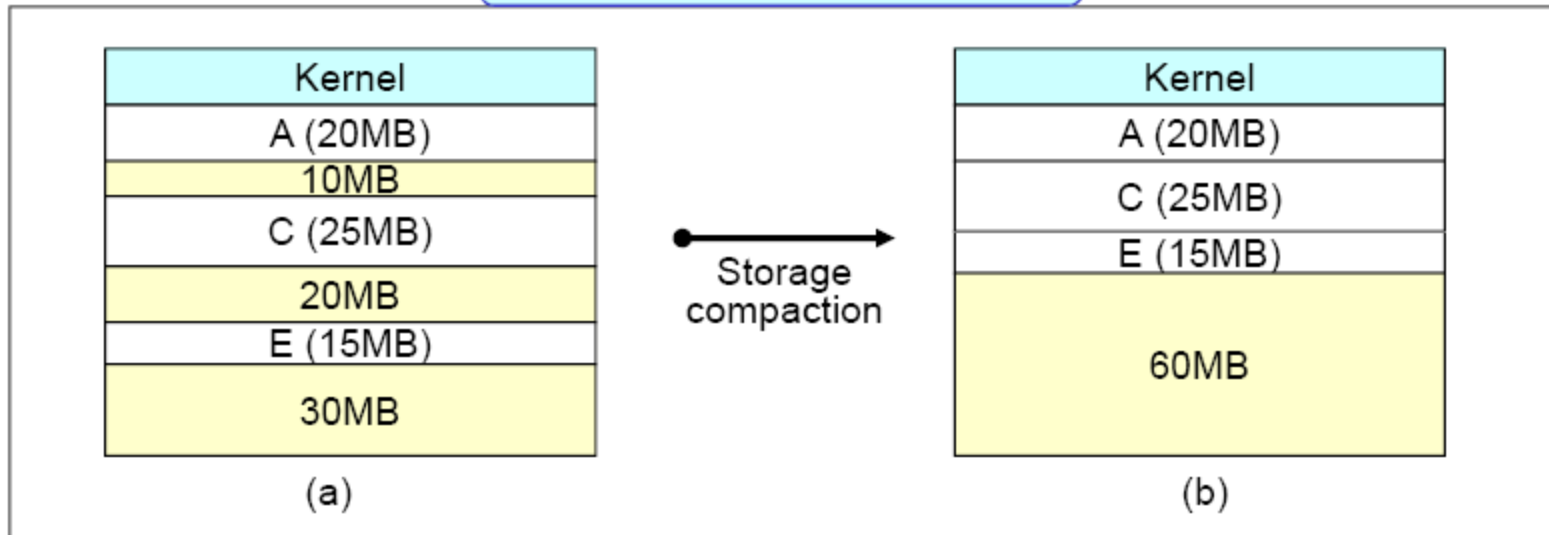 Kernel
A (20MB)
10MB
C (25MB)
20MB
E (15MB)
30MB
(a)
Storage
compaction
Kernel
A (20MB)
C (25MB)
E (15MB)
60MB
(b)